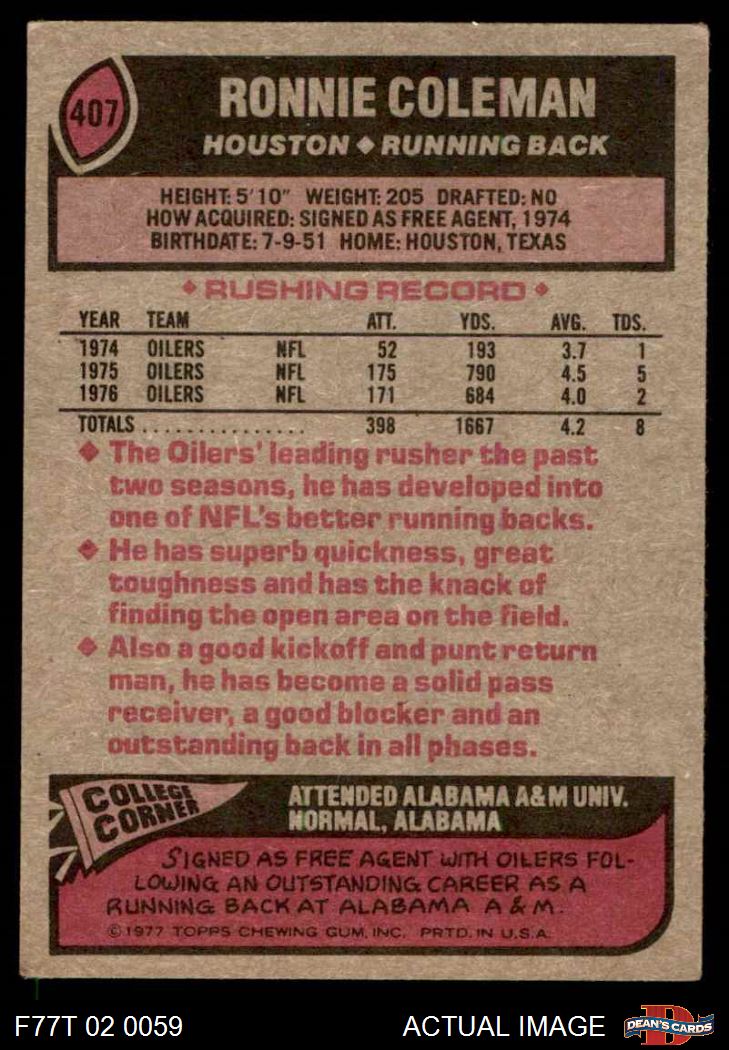 407
RONNIE COLEMAN
HOUSTON ◆ RUNNING BACK
HEIGHT: 5'10" WEIGHT: 205 DRAFTED: NO
HOW ACQUIRED: SIGNED AS FREE AGENT, 1974
BIRTHDATE: 7-9-51 HOME: HOUSTON, TEXAS
◆ RUSHING RECORD ◆
YEAR TEAM ATT. YDS. AVG. TDS.
1974 OILERS NFL 52 193 3.7 1
1975 OILERS NFL 175 790 4.5 5
1976 OILERS NFL 171 684 4.0 2
TOTALS ............... 398 1667 4.2 8
◆ The Oilers' leading rusher the past
two seasons, he has developed into
one of NFL's better running backs.
◆ He has superb quickness, great
toughness and has the knack of
finding the open area on the field.
◆ Also a good kickoff and punt return
man, he has become a solid pass
receiver, a good blocker and an
outstanding back in all phases.
COLLEGE
CORNER
ATTENDED ALABAMA A&M UNIV.
NORMAL, ALABAMA
SIGNED AS FREE AGENT WITH OILERS FOL-
LOWING AN OUTSTANDING CAREER AS A
RUNNING BACK AT ALABAMA A & M.
© 1977 TOPPS CHEWING GUM, INC. PRTD. IN U.S.A.
F77T 02 0059
ACTUAL IMAGE
D
DEAN'S CARDS